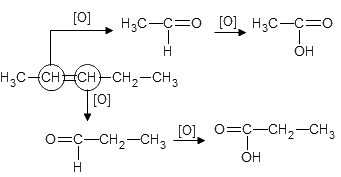 [O]
H₃C—C=O [O] H₃C—C=O
H OH
H₃C—CH=CH—CH₂—CH₃
[O]
O=C—CH₂—CH₃ [O] O=C—CH₂—CH₃
H OH